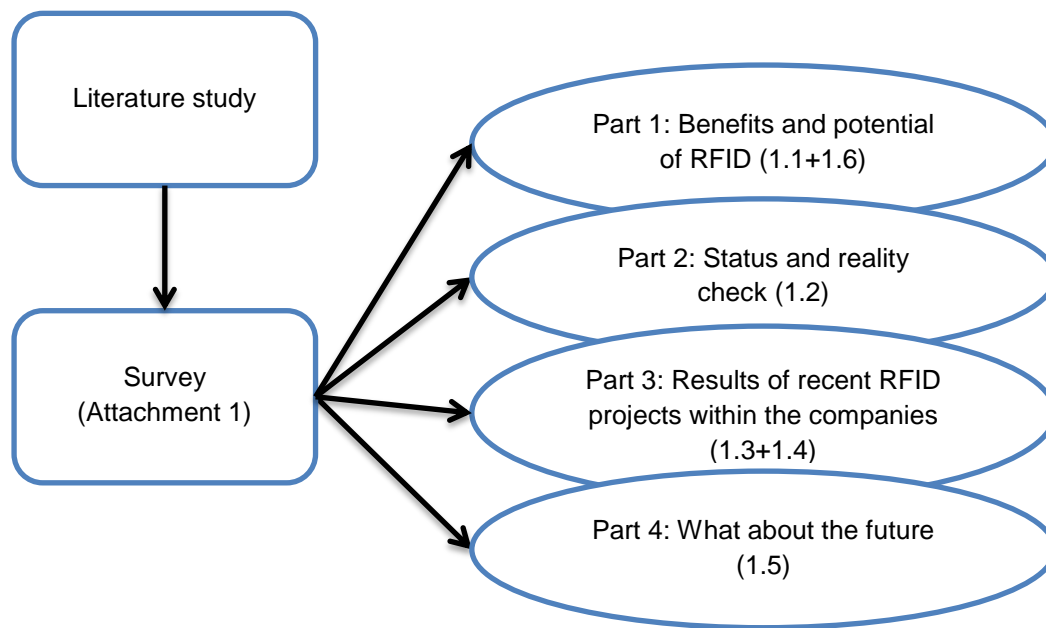 Literature study
Survey
(Attachment 1)
Part 1: Benefits and potential
of RFID (1.1+1.6)
Part 2: Status and reality
check (1.2)
Part 3: Results of recent RFID
projects within the companies
(1.3+1.4)
Part 4: What about the future
(1.5)